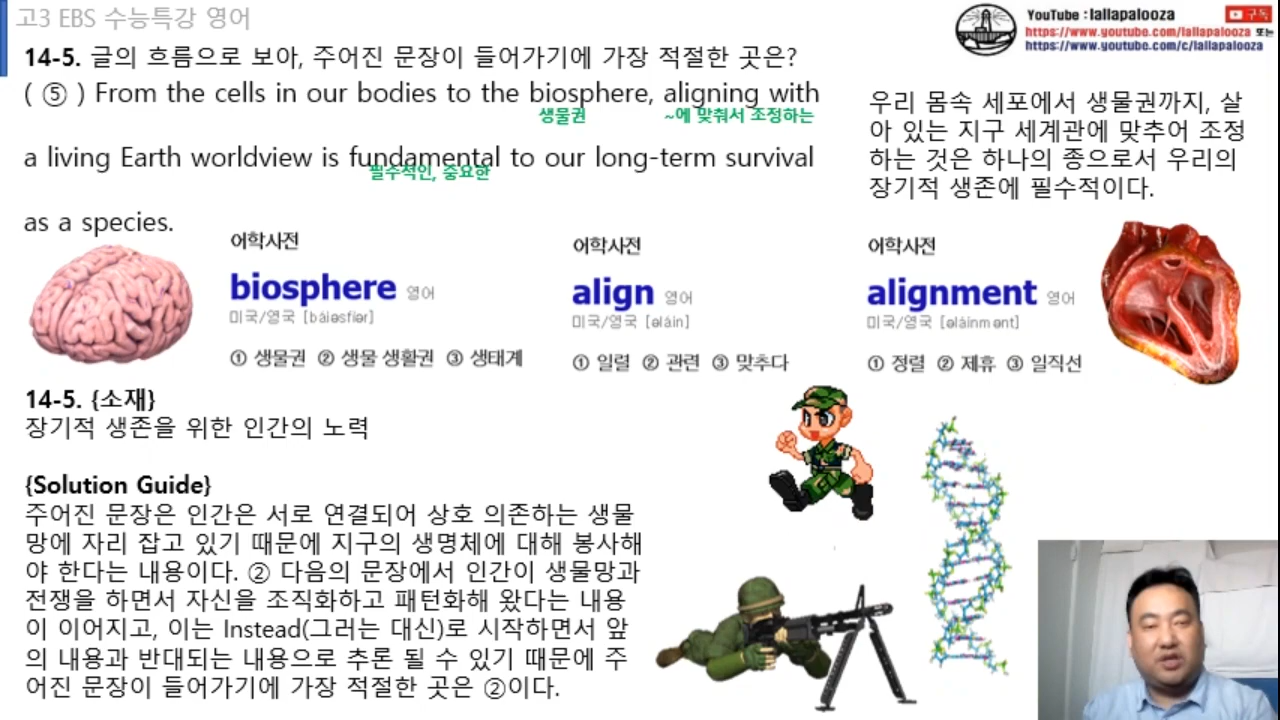 고3 EBS 수능특강 영어
YouTube : lallapalooza
구독
https://www.youtube.com/lallapalooza 또는
https://www.youtube.com/c/lallapalooza
14-5. 글의 흐름으로 보아, 주어진 문장이 들어가기에 가장 적절한 곳은?
( ⑤ ) From the cells in our bodies to the biosphere, aligning with
생물권 ~에 맞춰서 조정하는
a living Earth worldview is fundamental to our long-term survival
필수적인, 중요한
as a species.
우리 몸속 세포에서 생물권까지, 살
아 있는 지구 세계관에 맞추어 조정
하는 것은 하나의 종으로서 우리의
장기적 생존에 필수적이다.
어학사전
biosphere 영어
미국/영국 [báiəsfiər]
① 생물권 ② 생물 생활권 ③ 생태계
어학사전
align 영어
미국/영국 [əláin]
① 일렬 ② 관련 ③ 맞추다
어학사전
alignment 영어
미국/영국 [əláinmənt]
① 정렬 ② 제휴 ③ 일직선
14-5. {소재}
장기적 생존을 위한 인간의 노력
{Solution Guide}
주어진 문장은 인간은 서로 연결되어 상호 의존하는 생물
망에 자리 잡고 있기 때문에 지구의 생명체에 대해 봉사해
야 한다는 내용이다. ② 다음의 문장에서 인간이 생물망과
전쟁을 하면서 자신을 조직화하고 패턴화해 왔다는 내용
이 이어지고, 이는 Instead(그러는 대신)로 시작하면서 앞
의 내용과 반대되는 내용으로 추론 될 수 있기 때문에 주
어진 문장이 들어가기에 가장 적절한 곳은 ②이다.